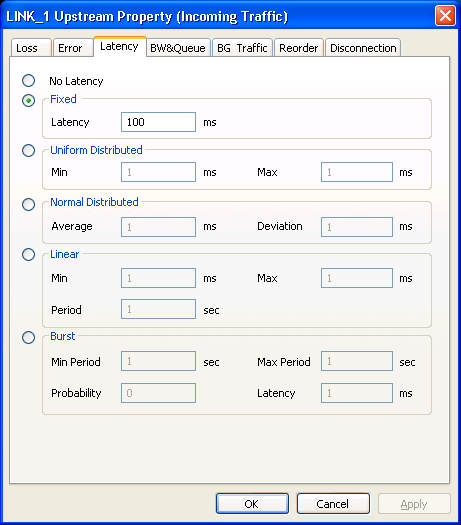 LINK_1 Upstream Property (Incoming Traffic)
Loss Error Latency BW&Queue BG Traffic Reorder Disconnection
No Latency
Fixed
Latency 100 ms
Uniform Distributed
Min 1 ms Max 1 ms
Normal Distributed
Average 1 ms Deviation 1 ms
Linear
Min 1 ms Max 1 ms
Period 1 sec
Burst
Min Period 1 sec Max Period 1 sec
Probability 0 Latency 1 ms
OK Cancel Apply